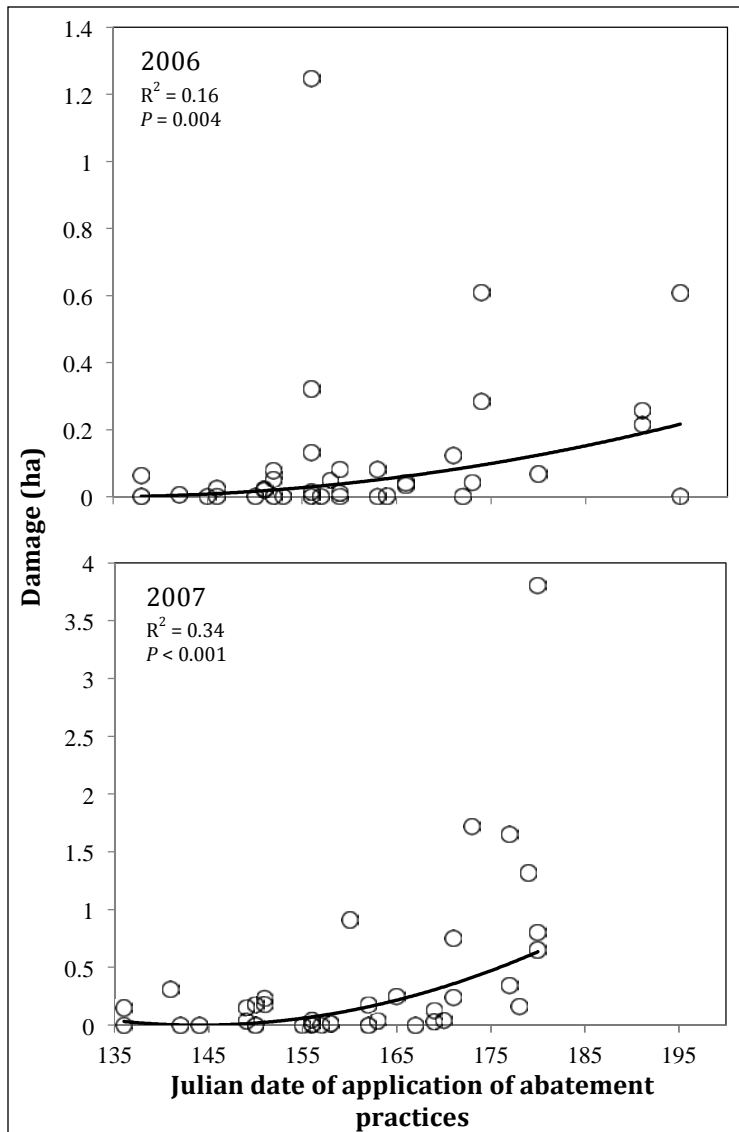 1.4
2006
R² = 0.16
P = 0.004
1.2
1
0.8
0.6
0.4
0.2
0
Damage (ha)
4
2007
R² = 0.34
P < 0.001
3.5
3
2.5
2
1.5
1
0.5
0
135 145 155 165 175 185 195
Julian date of application of abatement
practices